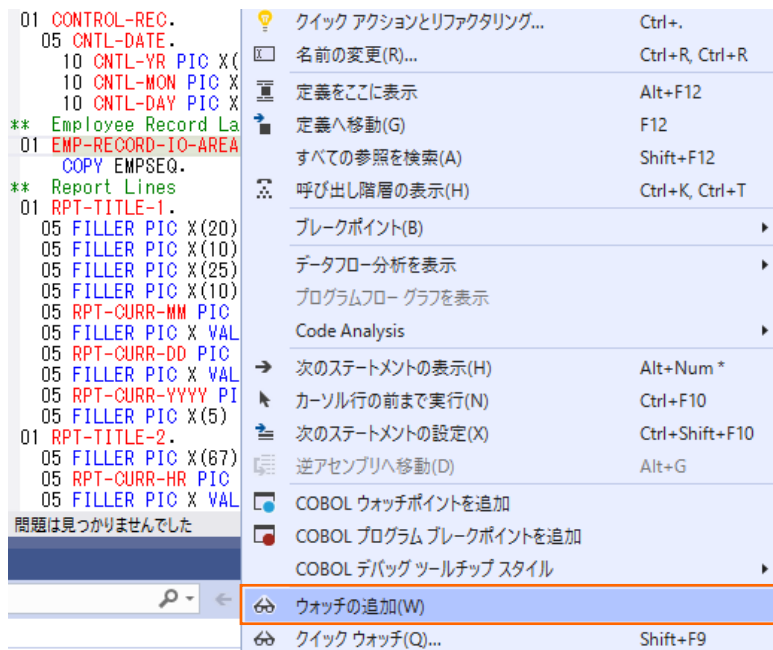 01 CONTROL-REC.
05 CNTL-DATE.
10 CNTL-YR PIC X(
10 CNTL-MON PIC X
10 CNTL-DAY PIC X
** Employee Record La
01 EMP-RECORD-IO-AREA
COPY EMPSEQ.
** Report Lines
01 RPT-TITLE-1.
05 FILLER PIC X(20)
05 FILLER PIC X(10)
05 FILLER PIC X(25)
05 FILLER PIC X(10)
05 RPT-CURR-MM PIC
05 FILLER PIC X VAL
05 RPT-CURR-DD PIC
05 FILLER PIC X VAL
05 RPT-CURR-YYYY PI
05 FILLER PIC X(5)
01 RPT-TITLE-2.
05 FILLER PIC X(67)
05 RPT-CURR-HR PIC
05 FILLER PIC X VAL
問題は見つかりませんでした
クイック アクションとリファクタリング... Ctrl+.
名前の変更(R)... Ctrl+R, Ctrl+R
定義をここに表示 Alt+F12
定義へ移動(G) F12
すべての参照を検索(A) Shift+F12
呼び出し階層の表示(H) Ctrl+K, Ctrl+T
ブレークポイント(B)
データフロー分析を表示
プログラムフロー グラフを表示
Code Analysis
次のステートメントの表示(H) Alt+Num *
カーソル行の前まで実行(N) Ctrl+F10
次のステートメントの設定(X) Ctrl+Shift+F10
逆アセンブリへ移動(D) Alt+G
COBOL ウォッチポイントを追加
COBOL プログラム ブレークポイントを追加
COBOL デバッグ ツールチップ スタイル
ウォッチの追加(W)
クイック ウォッチ(Q)... Shift+F9